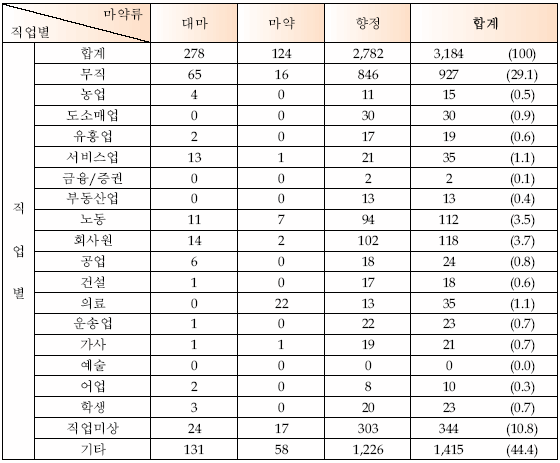 마약류 직업별 대마 마약 향정 합계
합계 278 124 2,782 3,184 (100)
무직 65 16 846 927 (29.1)
농업 4 0 11 15 (0.5)
도소매업 0 0 30 30 (0.9)
유흥업 2 0 17 19 (0.6)
서비스업 13 1 21 35 (1.1)
금융/증권 0 0 2 2 (0.1)
부동산업 0 0 13 13 (0.4)
노동 11 7 94 112 (3.5)
회사원 14 2 102 118 (3.7)
공업 6 0 18 24 (0.8)
건설 1 0 17 18 (0.6)
의료 0 22 13 35 (1.1)
운송업 1 0 22 23 (0.7)
가사 1 1 19 21 (0.7)
예술 0 0 0 0 (0.0)
어업 2 0 8 10 (0.3)
학생 3 0 20 23 (0.7)
직업미상 24 17 303 344 (10.8)
기타 131 58 1,226 1,415 (44.4)
직
업
별